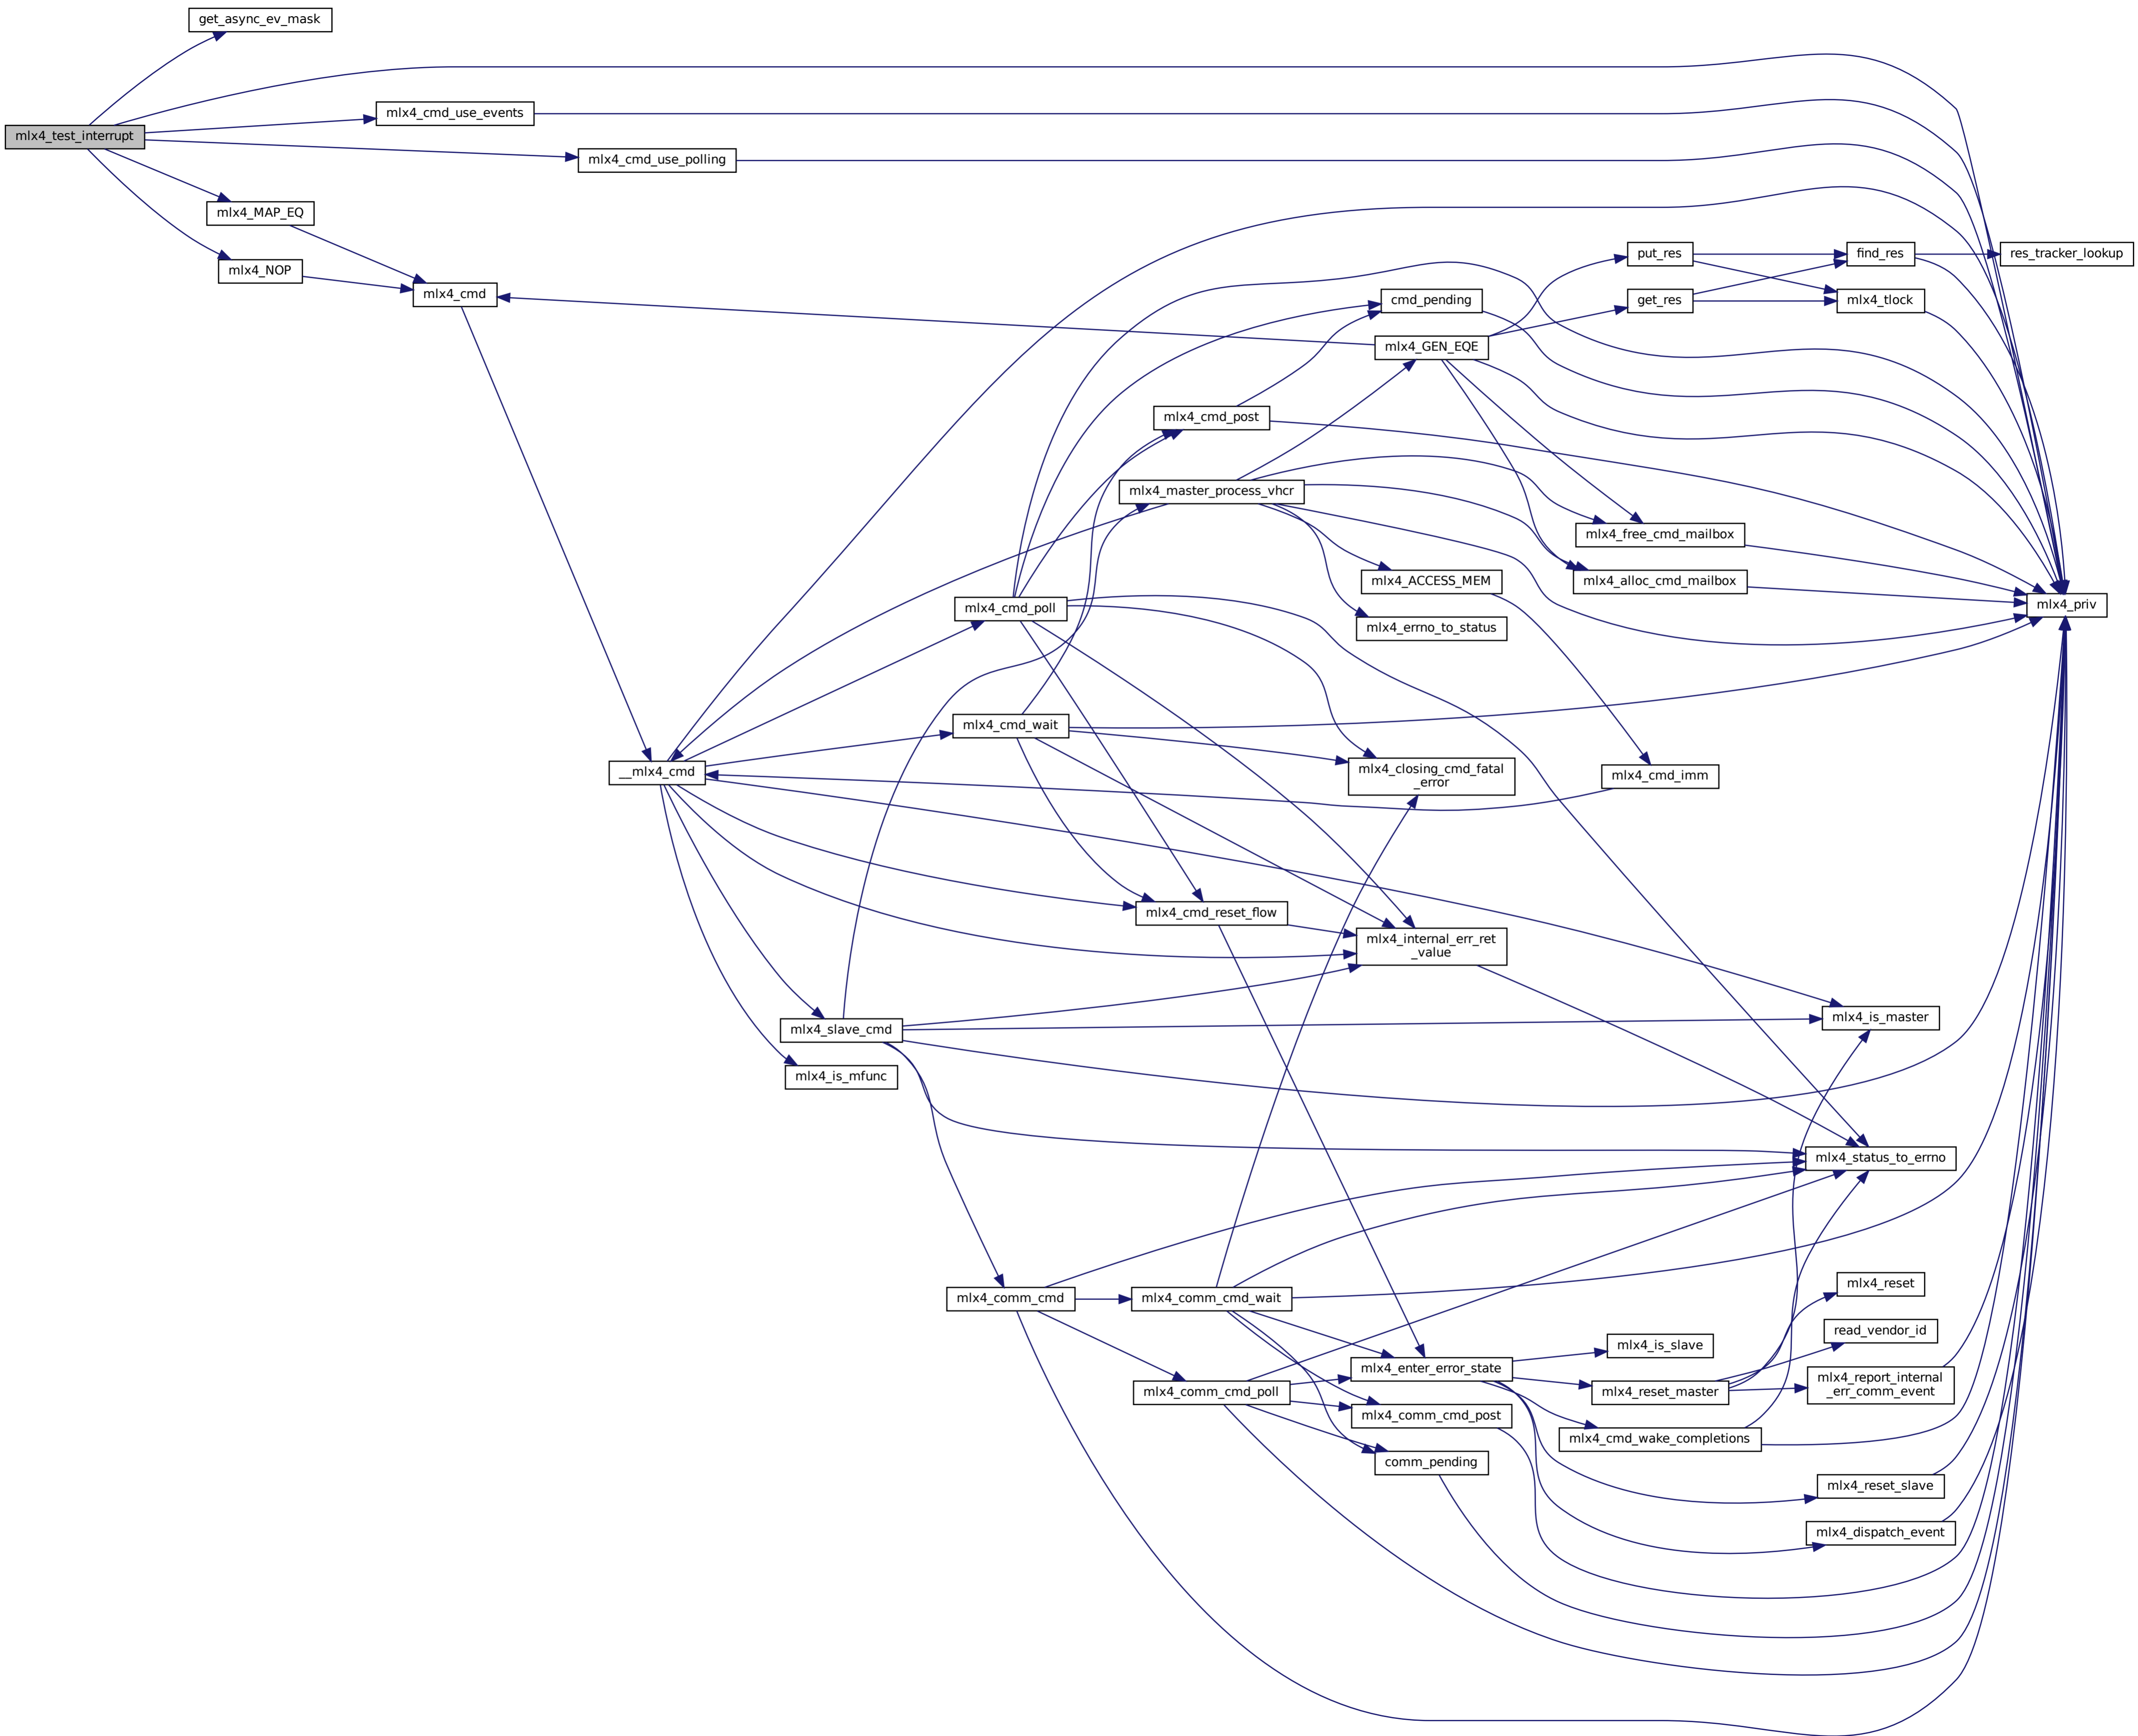 get_async_ev_mask
mlx4_cmd_use_events
mlx4_test_interrupt
mlx4_cmd_use_polling
mlx4_MAP_EQ
mlx4_NOP
mlx4_cmd
put_res
find_res
res_tracker_lookup
cmd_pending
get_res
mlx4_tlock
mlx4_GEN_EQE
mlx4_cmd_post
mlx4_master_process_vhcr
mlx4_free_cmd_mailbox
mlx4_ACCESS_MEM
mlx4_alloc_cmd_mailbox
mlx4_cmd_poll
mlx4_priv
mlx4_errno_to_status
mlx4_cmd_wait
__mlx4_cmd
mlx4_closing_cmd_fatal
_error
mlx4_cmd_imm
mlx4_cmd_reset_flow
mlx4_internal_err_ret
_value
mlx4_slave_cmd
mlx4_is_master
mlx4_is_mfunc
mlx4_status_to_errno
mlx4_comm_cmd
mlx4_comm_cmd_wait
mlx4_reset
read_vendor_id
mlx4_is_slave
mlx4_enter_error_state
mlx4_comm_cmd_poll
mlx4_reset_master
mlx4_report_internal
_err_comm_event
mlx4_comm_cmd_post
mlx4_cmd_wake_completions
comm_pending
mlx4_reset_slave
mlx4_dispatch_event